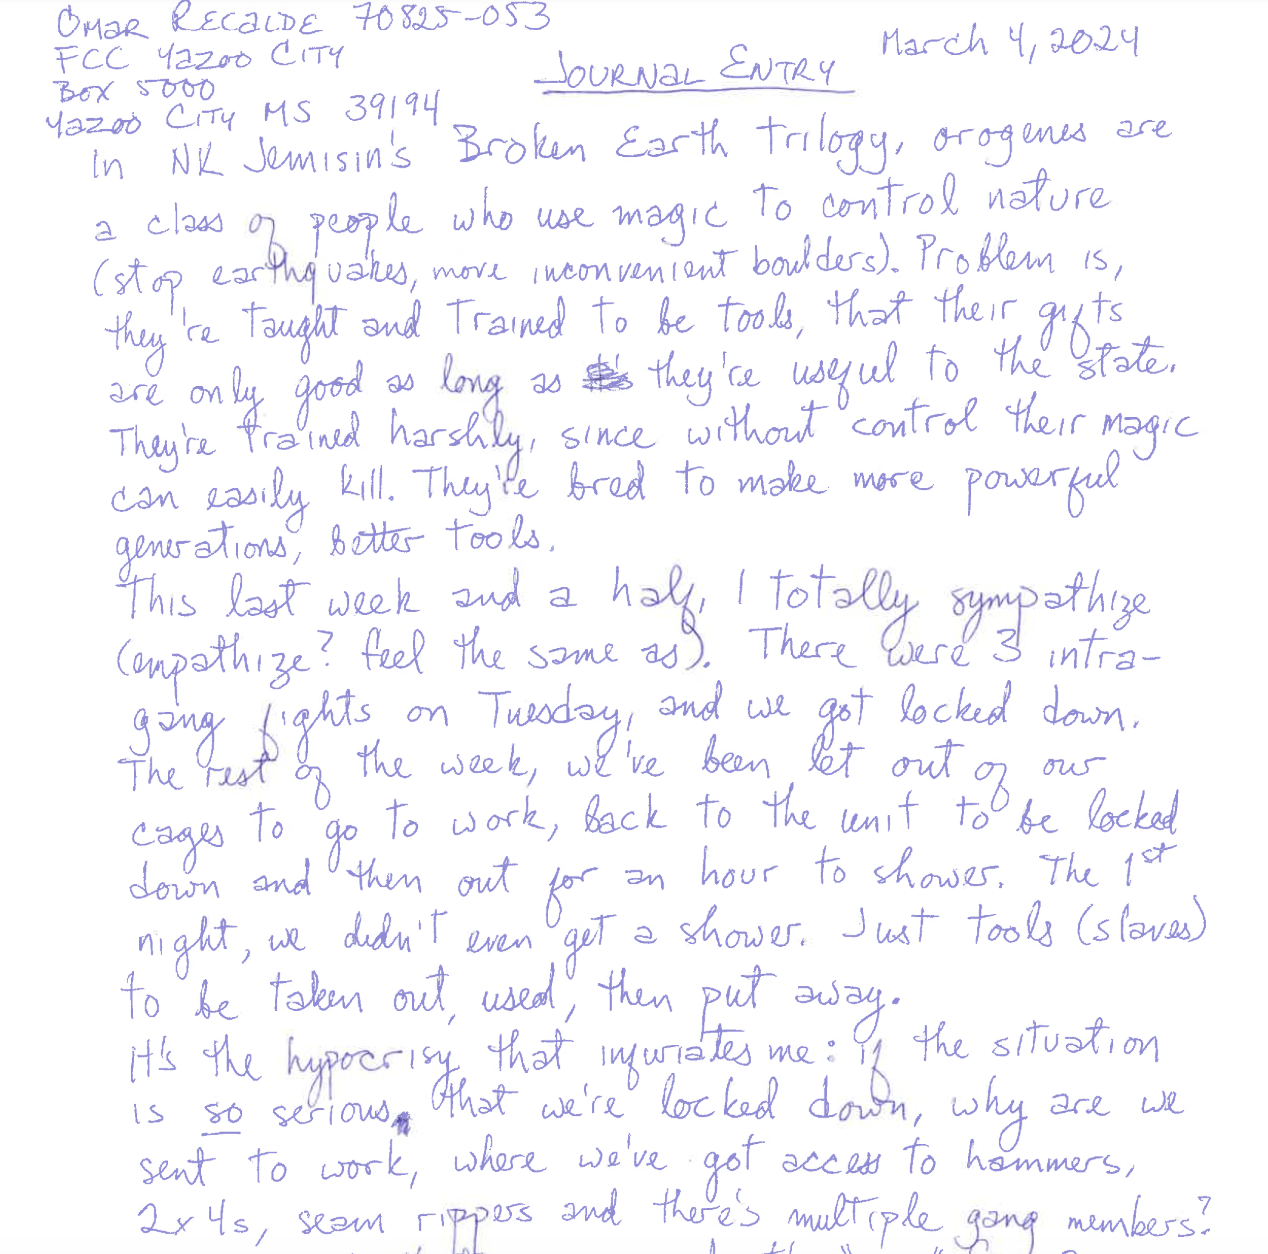 Omar Recalde 70825-053
FCC Yazoo City
Box 5000
Yazoo City MS 39194
March 4, 2024
Journal Entry
In NK Jemisin's Broken Earth trilogy, orogenes are
a class of people who use magic to control nature
(stop earthquakes, move inconvenient boulders). Problem is,
they're taught and trained to be tools, that their gifts
are only good as long as they're useful to the state.
They're trained harshly, since without control their magic
can easily kill. They're bred to make more powerful
generations, better tools.
This last week and a half, I totally sympathize
(empathize? feel the same as). There were 3 intra-
gang fights on Tuesday, and we got locked down.
The rest of the week, we've been let out of our
cages to go to work, back to the unit to be locked
down and then out for an hour to shower. The 1st
night, we didn't even get a shower. Just tools (slaves)
to be taken out, used, then put away.
It's the hypocrisy that infuriates me: if the situation
is so serious that we're locked down, why are we
sent to work, where we've got access to hammers,
2x4s, seam rippers and there's multiple gang members?